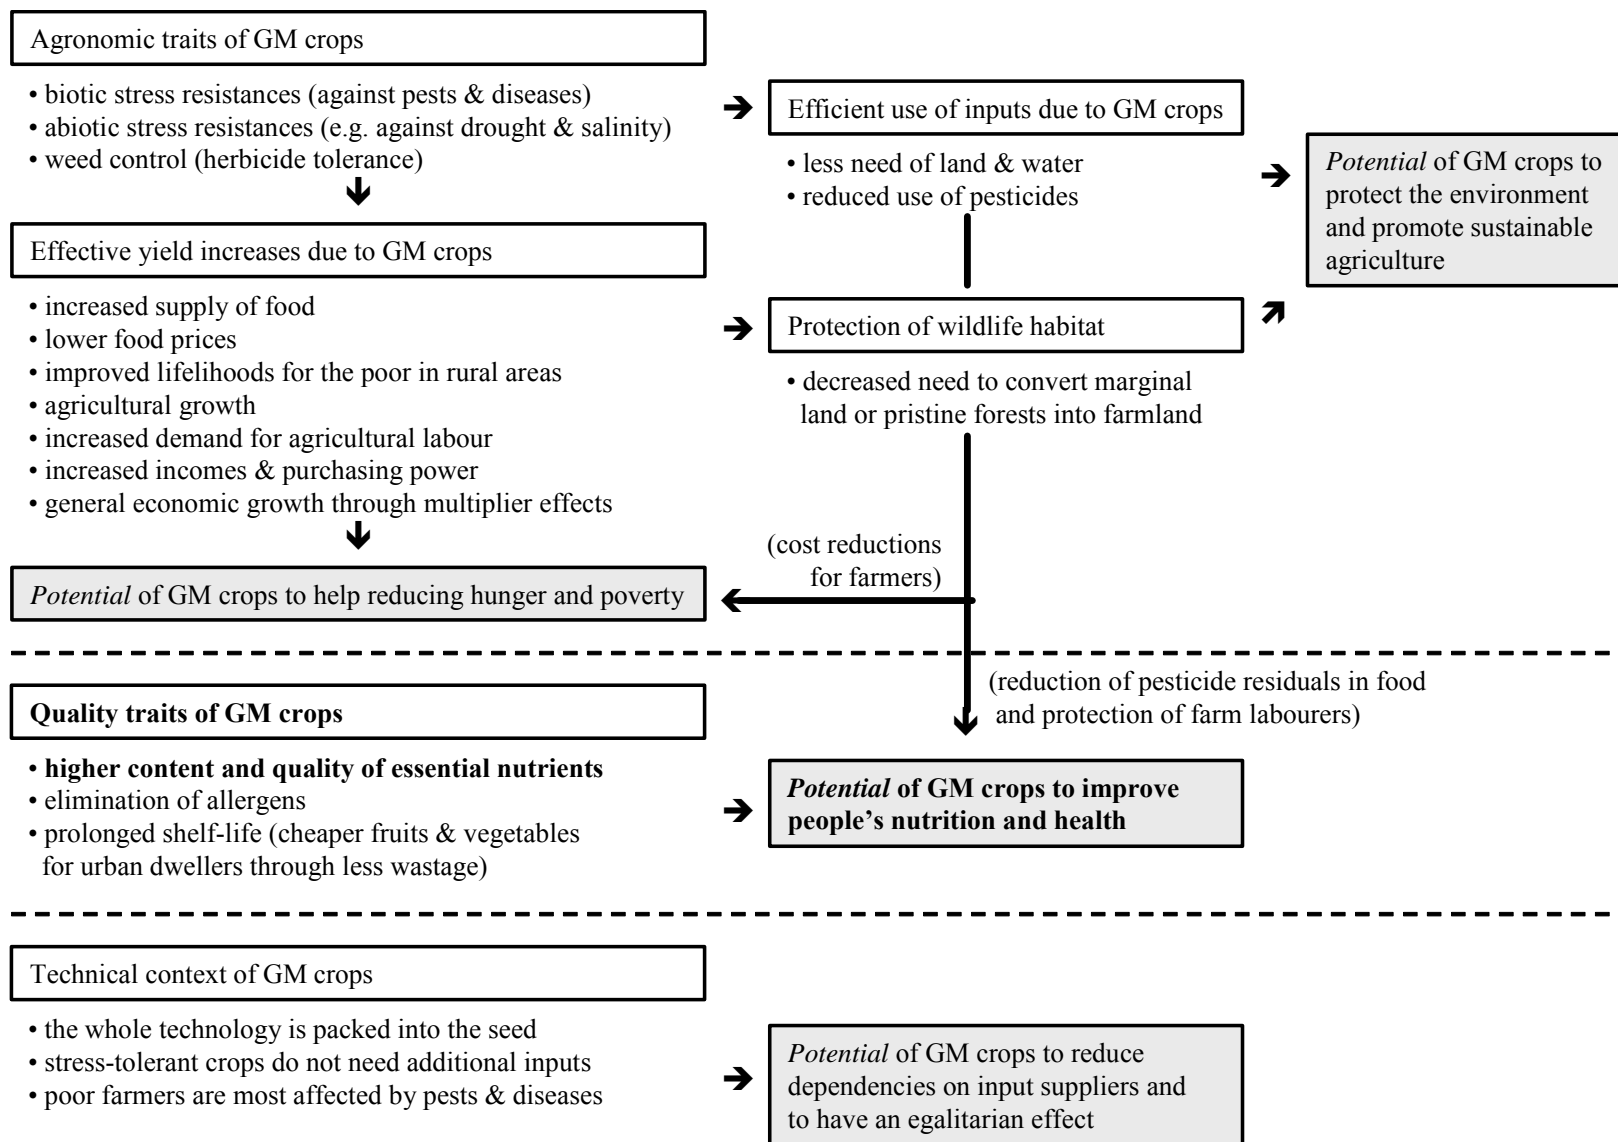 Agronomic traits of GM crops
• biotic stress resistances (against pests & diseases)
• abiotic stress resistances (e.g. against drought & salinity)
• weed control (herbicide tolerance)
Efficient use of inputs due to GM crops
• less need of land & water
• reduced use of pesticides
Potential of GM crops to
protect the environment
and promote sustainable
agriculture
Effective yield increases due to GM crops
• increased supply of food
• lower food prices
• improved lifelihoods for the poor in rural areas
• agricultural growth
• increased demand for agricultural labour
• increased incomes & purchasing power
• general economic growth through multiplier effects
Protection of wildlife habitat
• decreased need to convert marginal
land or pristine forests into farmland
(cost reductions
for farmers)
Potential of GM crops to help reducing hunger and poverty
(reduction of pesticide residuals in food
and protection of farm labourers)
Quality traits of GM crops
• higher content and quality of essential nutrients
• elimination of allergens
• prolonged shelf-life (cheaper fruits & vegetables
for urban dwellers through less wastage)
Potential of GM crops to improve
people’s nutrition and health
Technical context of GM crops
• the whole technology is packed into the seed
• stress-tolerant crops do not need additional inputs
• poor farmers are most affected by pests & diseases
Potential of GM crops to reduce
dependencies on input suppliers and
to have an egalitarian effect